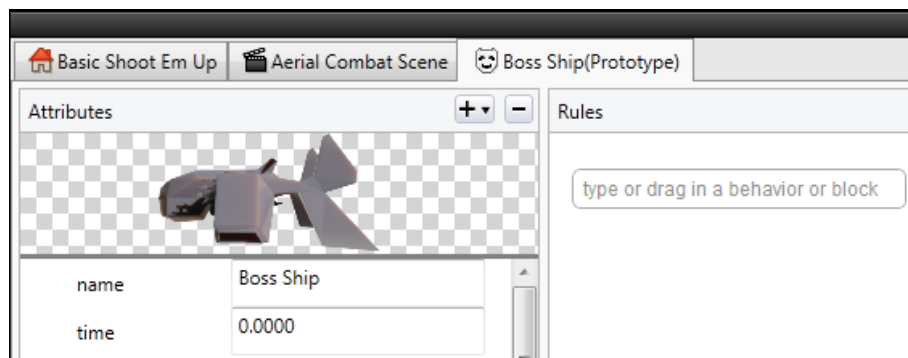 Basic Shoot Em Up
Aerial Combat Scene
Boss Ship(Prototype)
Attributes
Rules
type or drag in a behavior or block
name
Boss Ship
time
0.0000